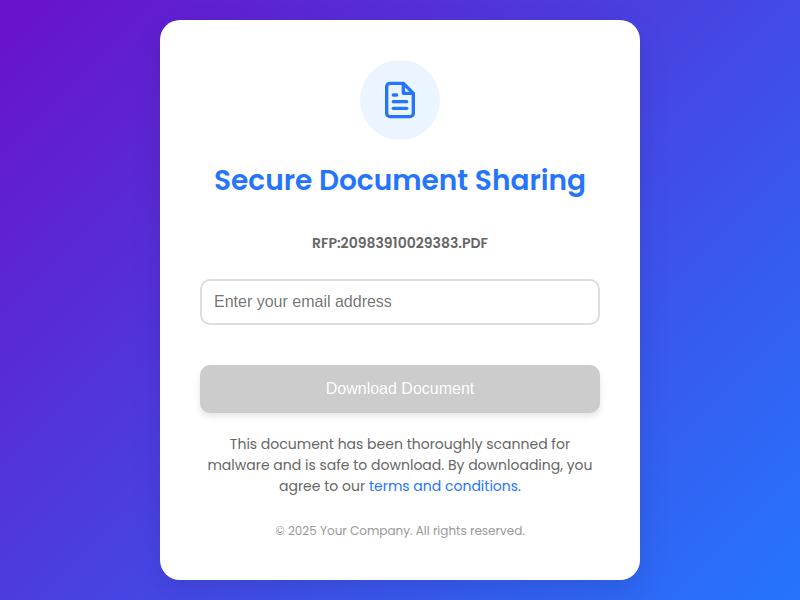 Secure Document Sharing
RFP:20983910029383.PDF
Enter your email address
Download Document
This document has been thoroughly scanned for
malware and is safe to download. By downloading, you
agree to our terms and conditions.
© 2025 Your Company. All rights reserved.